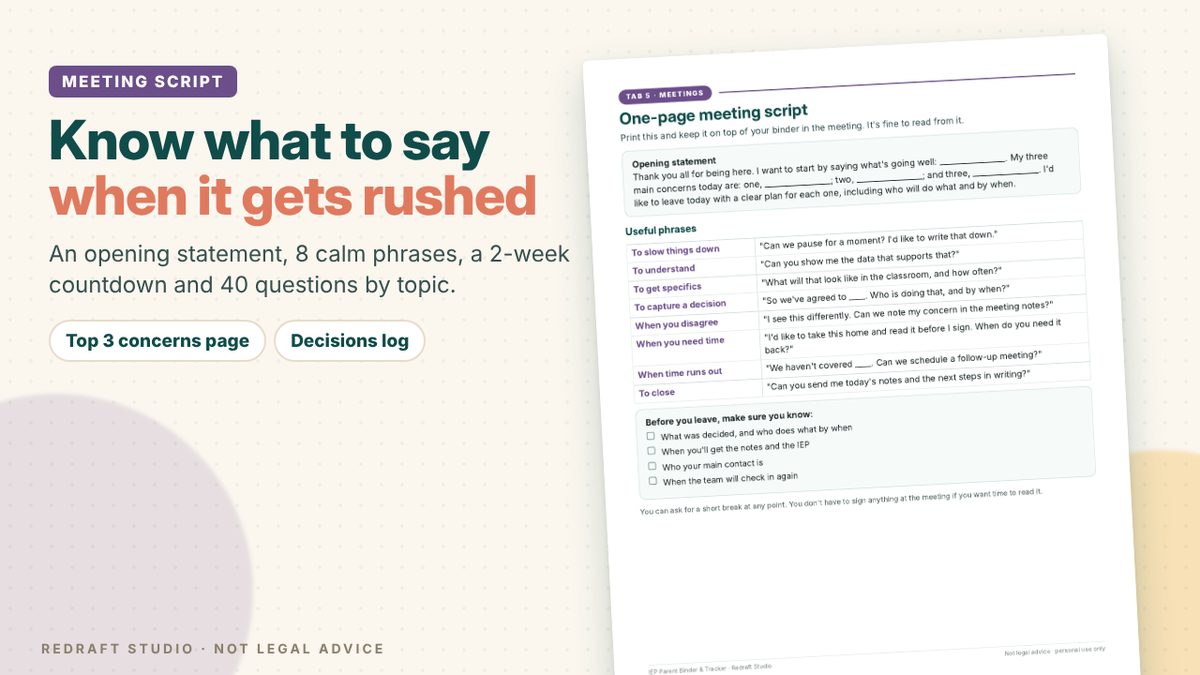 MEETING SCRIPT
Know what to say
when it gets rushed
An opening statement, 8 calm phrases, a 2-week
countdown and 40 questions by topic.
Top 3 concerns page
Decisions log
REDRAFT STUDIO · NOT LEGAL ADVICE
TAB 5 · MEETINGS
One-page meeting script
Print this and keep it on top of your binder in the meeting. It's fine to read from it.
Opening statement
Thank you all for being here. I want to start by saying what's going well: ______________. My three
main concerns today are: one, ______________; two, ______________; and three, ______________. I'd
like to leave today with a clear plan for each one, including who will do what and by when.
Useful phrases
To slow things down "Can we pause for a moment? I'd like to write that down."
To understand "Can you show me the data that supports that?"
To get specifics "What will that look like in the classroom, and how often?"
To capture a decision "So we've agreed to ____. Who is doing that, and by when?"
When you disagree "I see this differently. Can we note my concern in the meeting notes?"
When you need time "I'd like to take this home and read it before I sign. When do you need it
back?"
When time runs out "We haven't covered ____. Can we schedule a follow-up meeting?"
To close "Can you send me today's notes and the next steps in writing?"
Before you leave, make sure you know:
What was decided, and who does what by when
When you'll get the notes and the IEP
Who your main contact is
When the team will check in again
You can ask for a short break at any point. You don't have to sign anything at the meeting if you want time to read it.
IEP Parent Binder & Tracker · Redraft Studio
Not legal advice · personal use only